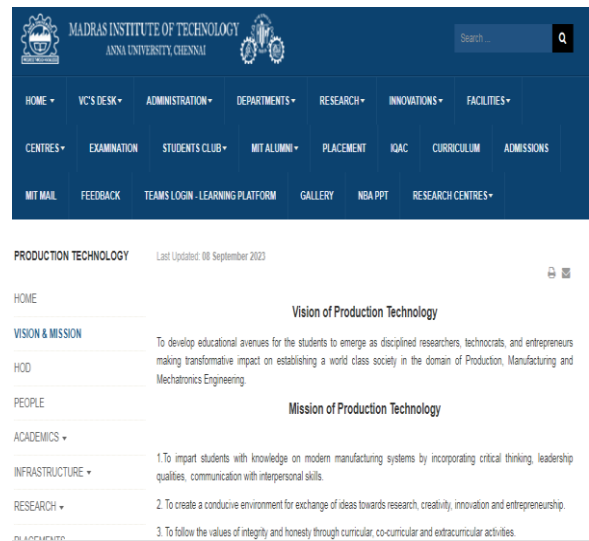 MADRAS INSTITUTE OF TECHNOLOGY
ANNA UNIVERSITY, CHENNAI
Search ...
HOME VC'S DESK ADMINISTRATION DEPARTMENTS RESEARCH INNOVATIONS FACILITIES
CENTRES EXAMINATION STUDENTS CLUB MIT ALUMNI PLACEMENT IQAC CURRICULUM ADMISSIONS
MIT MAIL FEEDBACK TEAMS LOGIN - LEARNING PLATFORM GALLERY NBA PPT RESEARCH CENTRES
PRODUCTION TECHNOLOGY
HOME
VISION & MISSION
HOD
PEOPLE
ACADEMICS
INFRASTRUCTURE
RESEARCH
PLACEMENTS
Last Updated: 08 September 2023
Vision of Production Technology
To develop educational avenues for the students to emerge as disciplined researchers, technocrats, and entrepreneurs
making transformative impact on establishing a world class society in the domain of Production, Manufacturing and
Mechatronics Engineering.
Mission of Production Technology
1.To impart students with knowledge on modern manufacturing systems by incorporating critical thinking, leadership
qualities, communication with interpersonal skills.
2. To create a conducive environment for exchange of ideas towards research, creativity, innovation and entrepreneurship.
3. To follow the values of integrity and honesty through curricular, co-curricular and extracurricular activities.